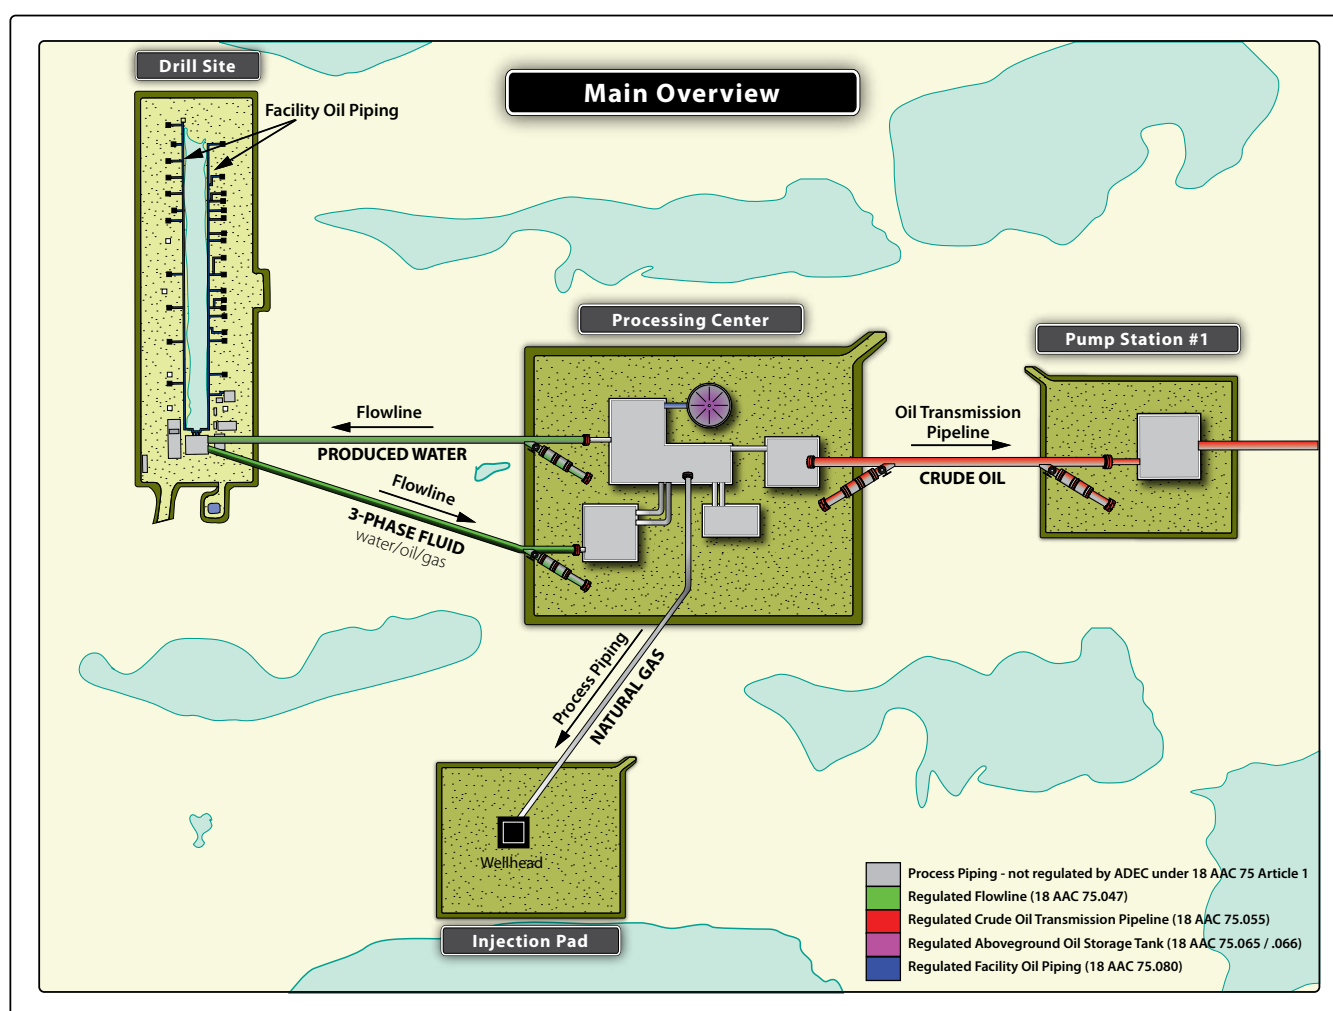 Drill Site
Main Overview
Facility Oil Piping
Processing Center
Pump Station #1
Flowline
PRODUCED WATER
Oil Transmission
Pipeline
CRUDE OIL
Flowline
3-PHASE FLUID
water/oil/gas
Process Piping
NATURAL GAS
Wellhead
Injection Pad
Process Piping - not regulated by ADEC under 18 AAC 75 Article 1
Regulated Flowline (18 AAC 75.047)
Regulated Crude Oil Transmission Pipeline (18 AAC 75.055)
Regulated Aboveground Oil Storage Tank (18 AAC 75.065 / .066)
Regulated Facility Oil Piping (18 AAC 75.080)